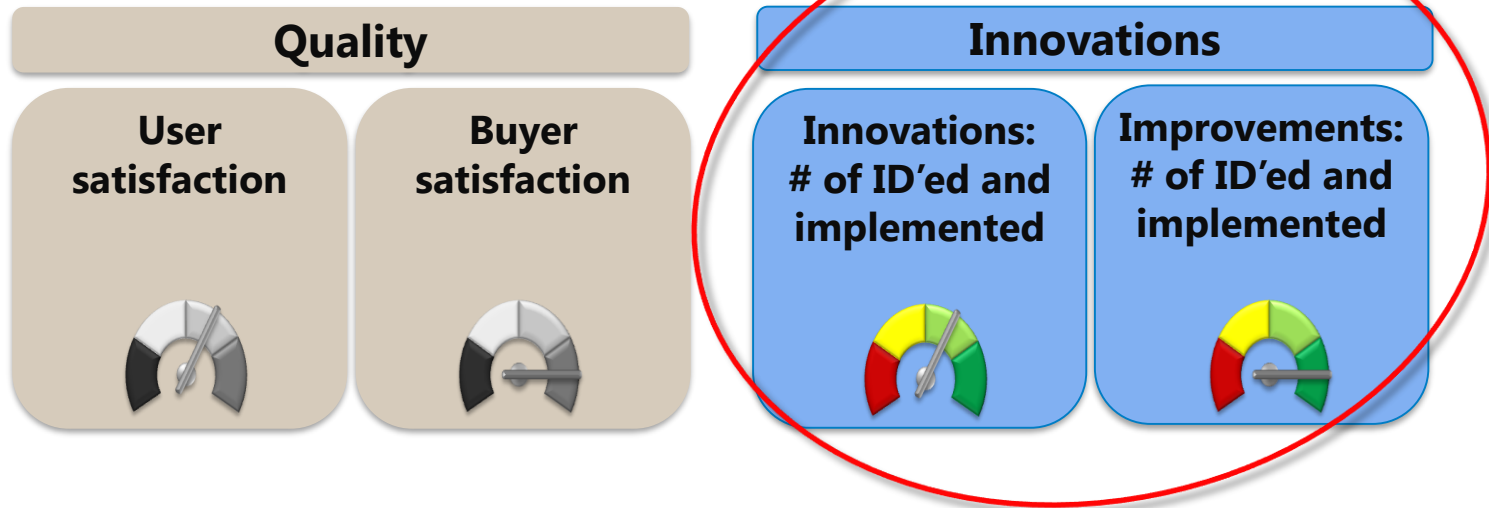 Quality
User
satisfaction
Buyer
satisfaction
Innovations
Innovations:
# of ID’ed and
implemented
Improvements:
# of ID’ed and
implemented